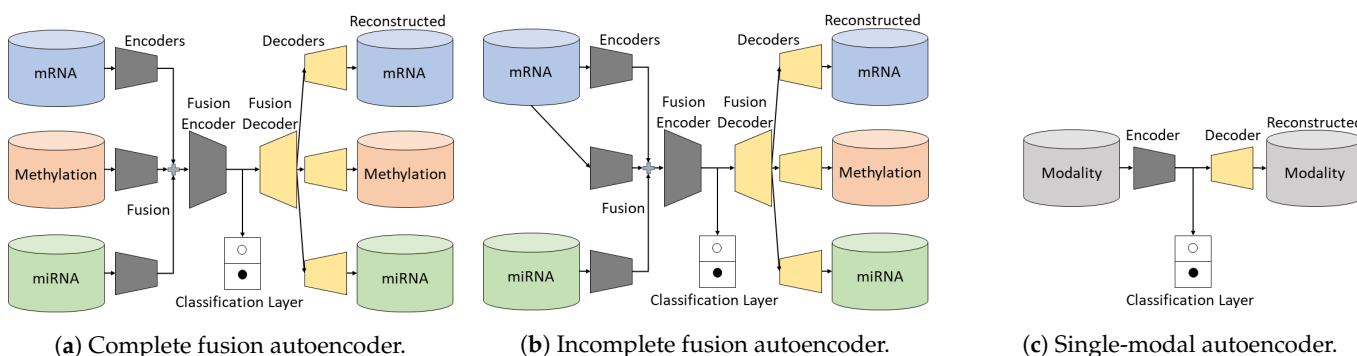 Encoders
Decoders
Reconstructed
mRNA
mRNA
Fusion Encoder
Fusion Decoder
Methylation
Methylation
Fusion
miRNA
miRNA
Classification Layer
(a) Complete fusion autoencoder.
Encoders
Decoders
Reconstructed
mRNA
mRNA
Fusion Encoder
Fusion Decoder
Methylation
Fusion
miRNA
miRNA
Classification Layer
(b) Incomplete fusion autoencoder.
Encoder
Decoder
Reconstructed
Modality
Modality
Classification Layer
(c) Single-modal autoencoder.